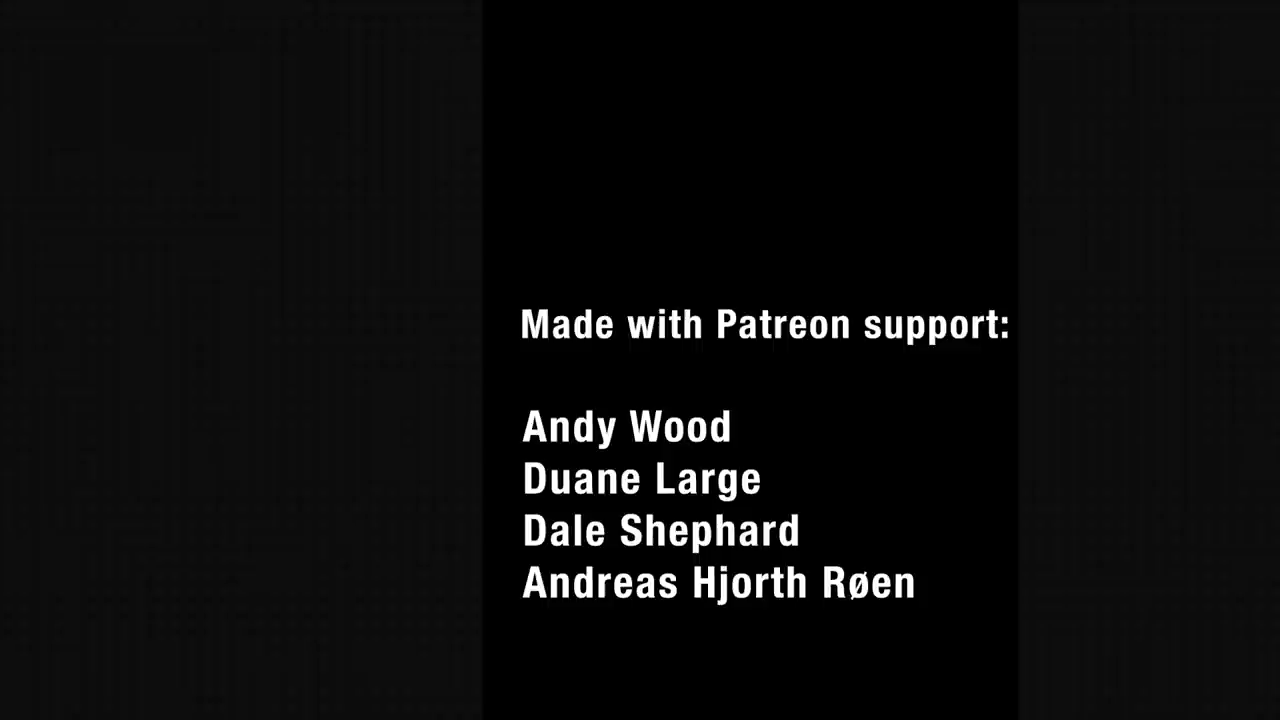 Made with Patreon support:
Andy Wood
Duane Large
Dale Shephard
Andreas Hjorth Røen